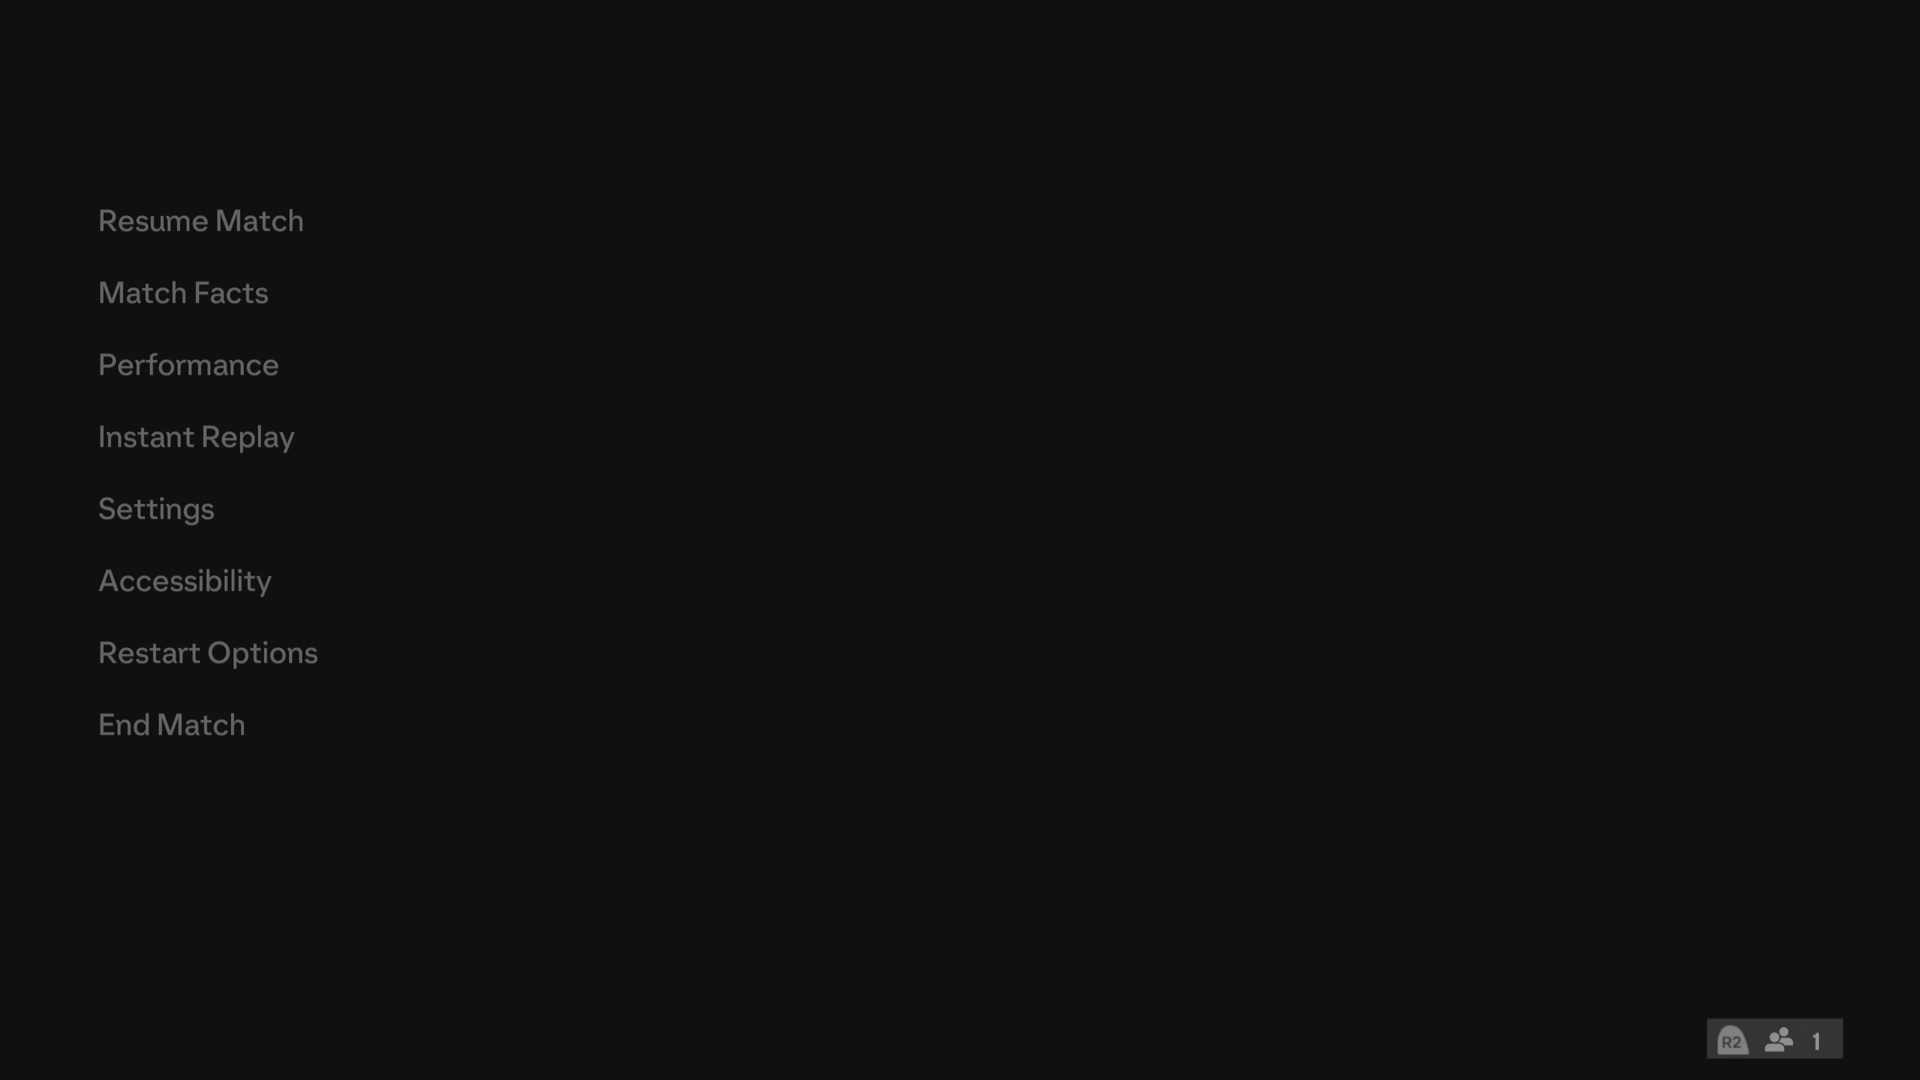 Resume Match
Match Facts
Performance
Instant Replay
Settings
Accessibility
Restart Options
End Match
R2 1